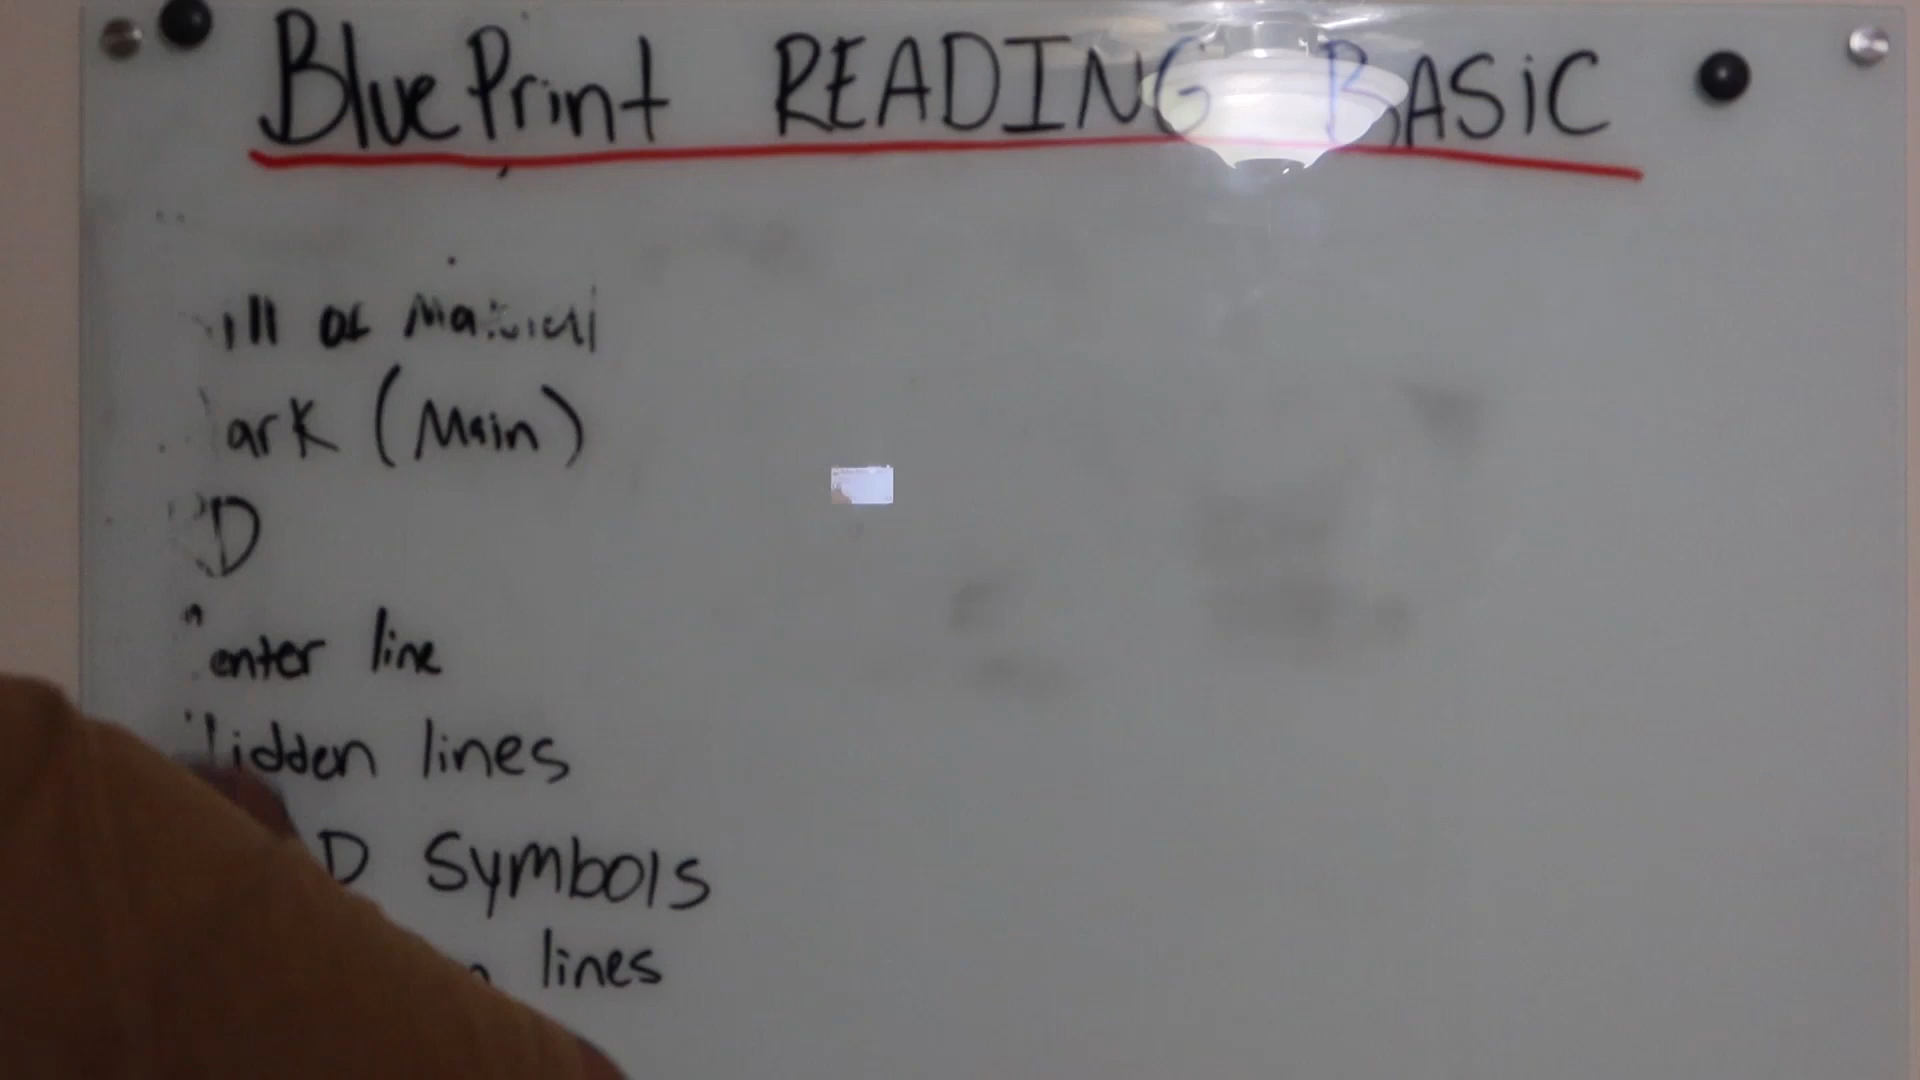 BluePrint READING BASiC
ill of Material
ark (Main)
D
enter line
idden lines
D Symbols
lines